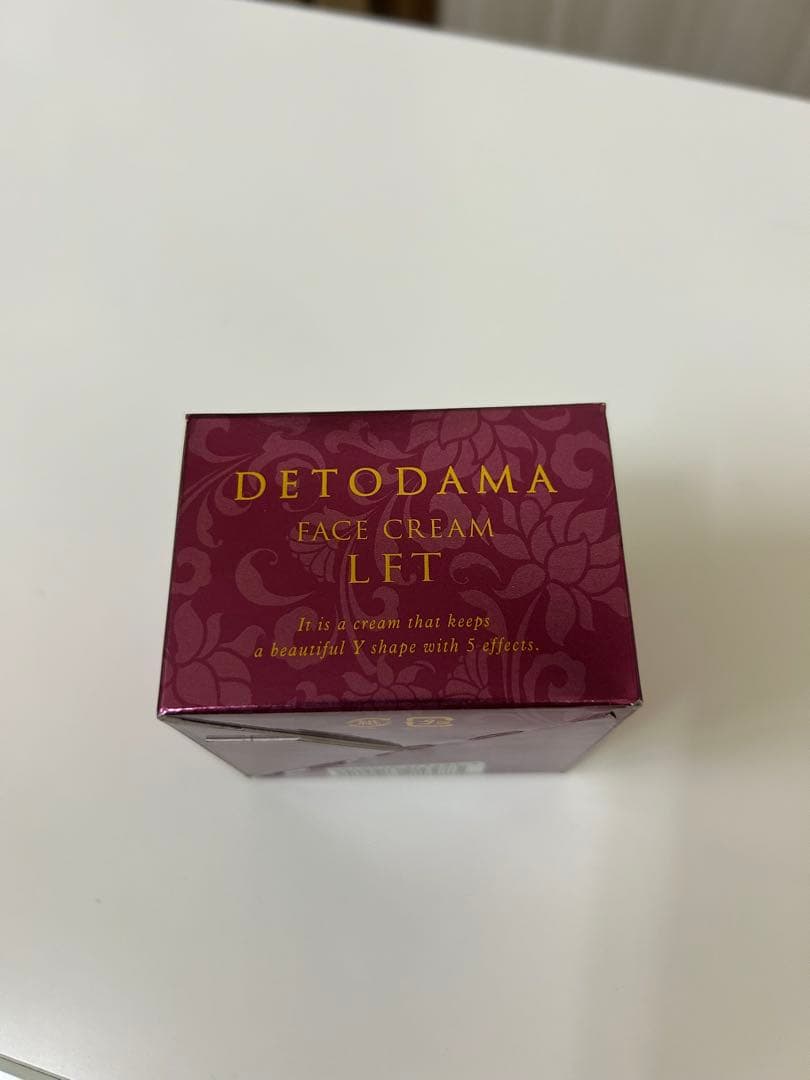 DETODAMA
FACE CREAM
LFT
It is a cream that keeps
a beautiful Y shape with 5 effects.